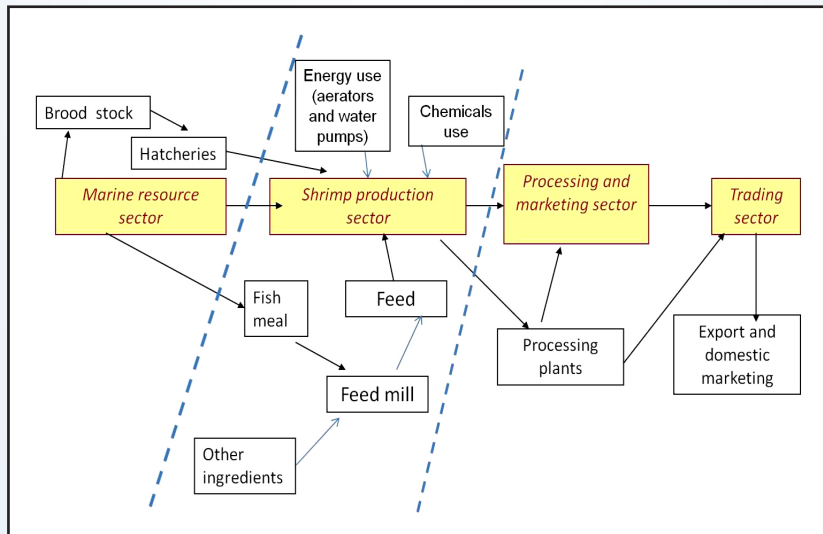 Energy use
(aerators
and water
pumps)
Chemicals
use
Brood  stock
Hatcheries
Marine resource
sector
Shrimp production
sector
Processing and
marketing sector
Trading
sector
Fish
meal
Feed
Feed mill
Other
ingredients
Processing
plants
Export and
domestic
marketing